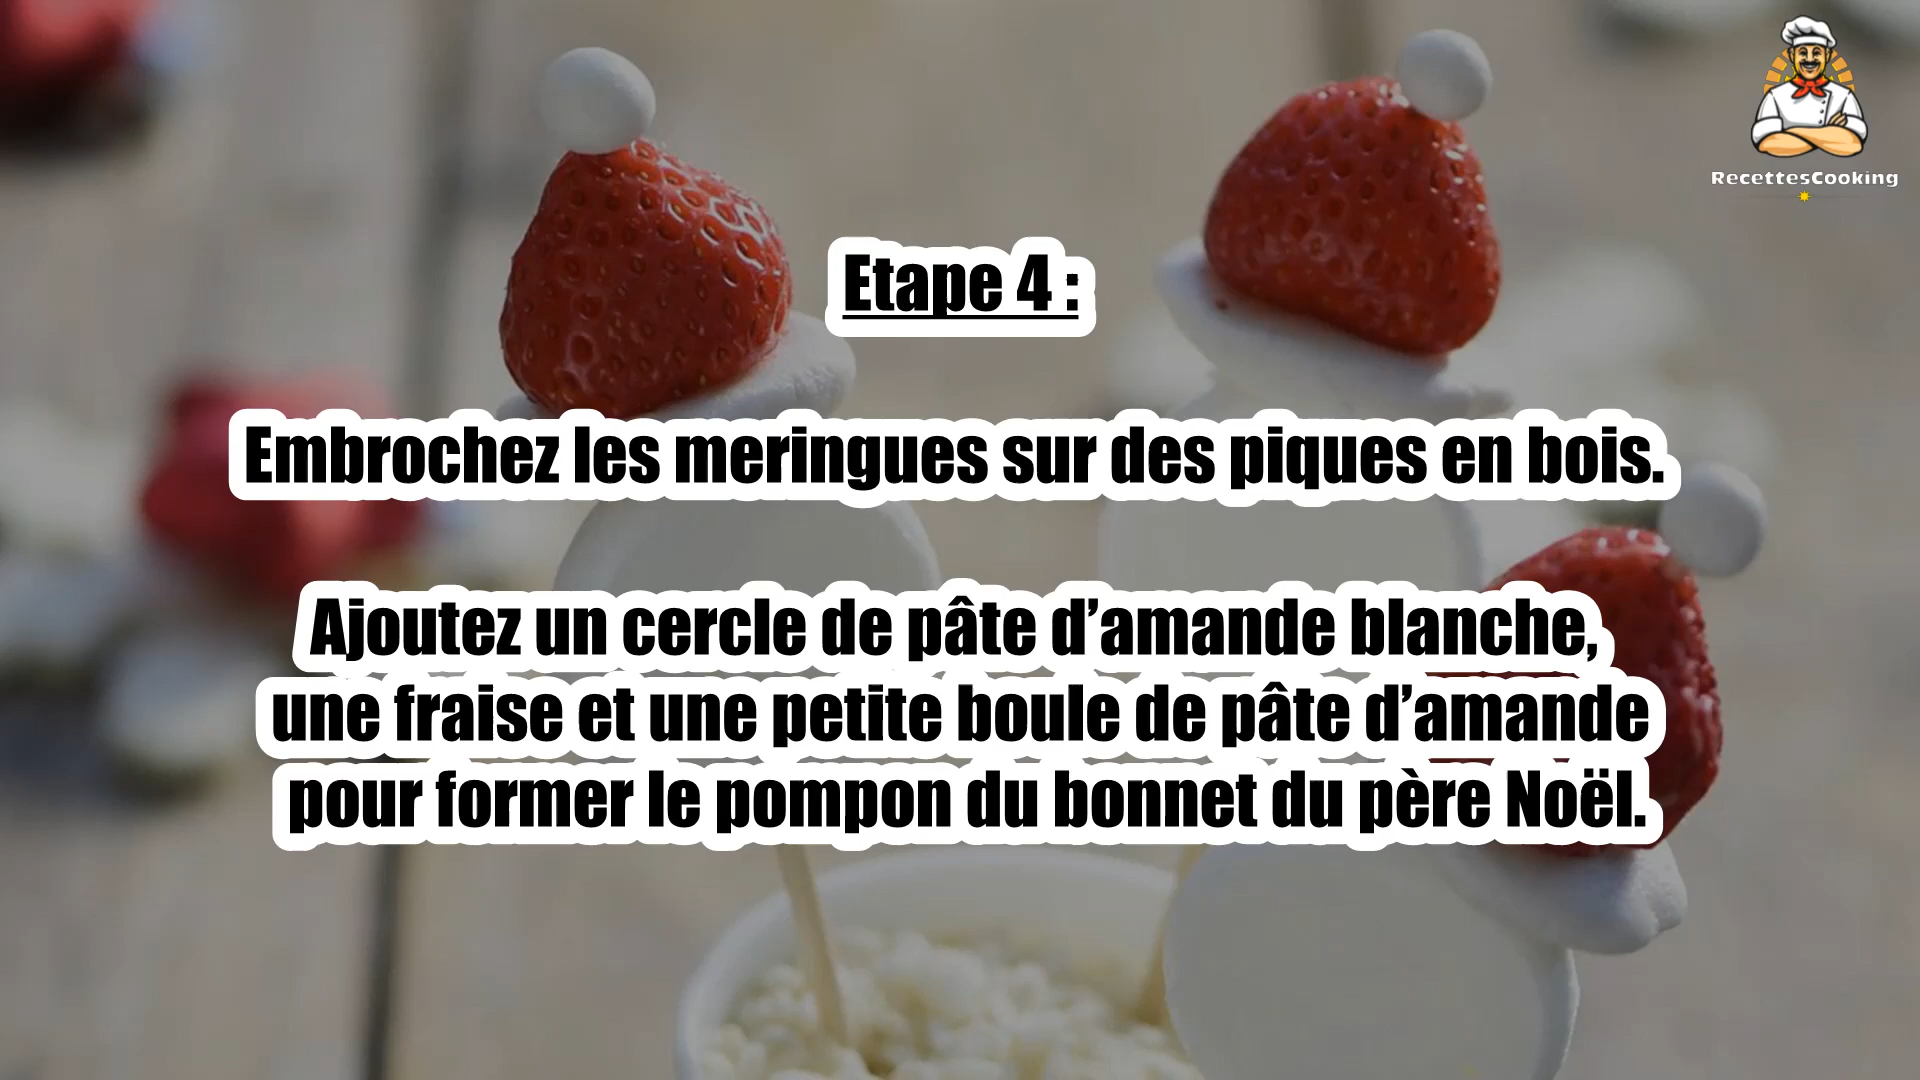 RecettesCooking
Etape 4 :
Embrochez les meringues sur des piques en bois.
Ajoutez un cercle de pâte d’amande blanche,
une fraise et une petite boule de pâte d’amande
pour former le pompon du bonnet du père Noël.